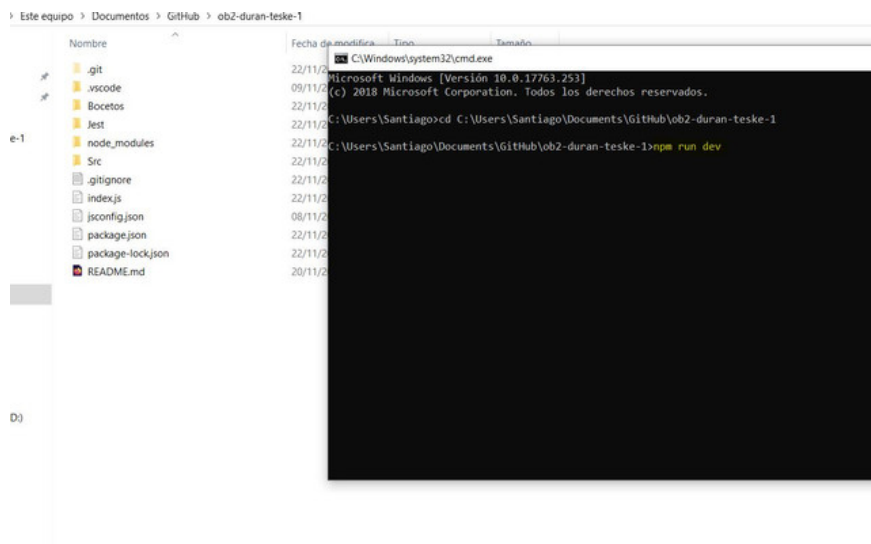 › Este equipo › Documentos › GitHub › ob2-duran-teske-1
Nombre
Fecha de modifica...
Tipo
Tamaño
.git
22/11/2
.vscode
09/11/2
Bocetos
22/11/2
Jest
22/11/2
node_modules
22/11/2
Src
22/11/2
.gitignore
22/11/2
index.js
22/11/2
jsconfig.json
08/11/2
package.json
22/11/2
package-lock.json
22/11/2
README.md
20/11/2
e-1
D:)
C:\Windows\system32\cmd.exe
Microsoft Windows [Versión 10.0.17763.253]
(c) 2018 Microsoft Corporation. Todos los derechos reservados.
C:\Users\Santiago>cd C:\Users\Santiago\Documents\GitHub\ob2-duran-teske-1
C:\Users\Santiago\Documents\GitHub\ob2-duran-teske-1>npm run dev